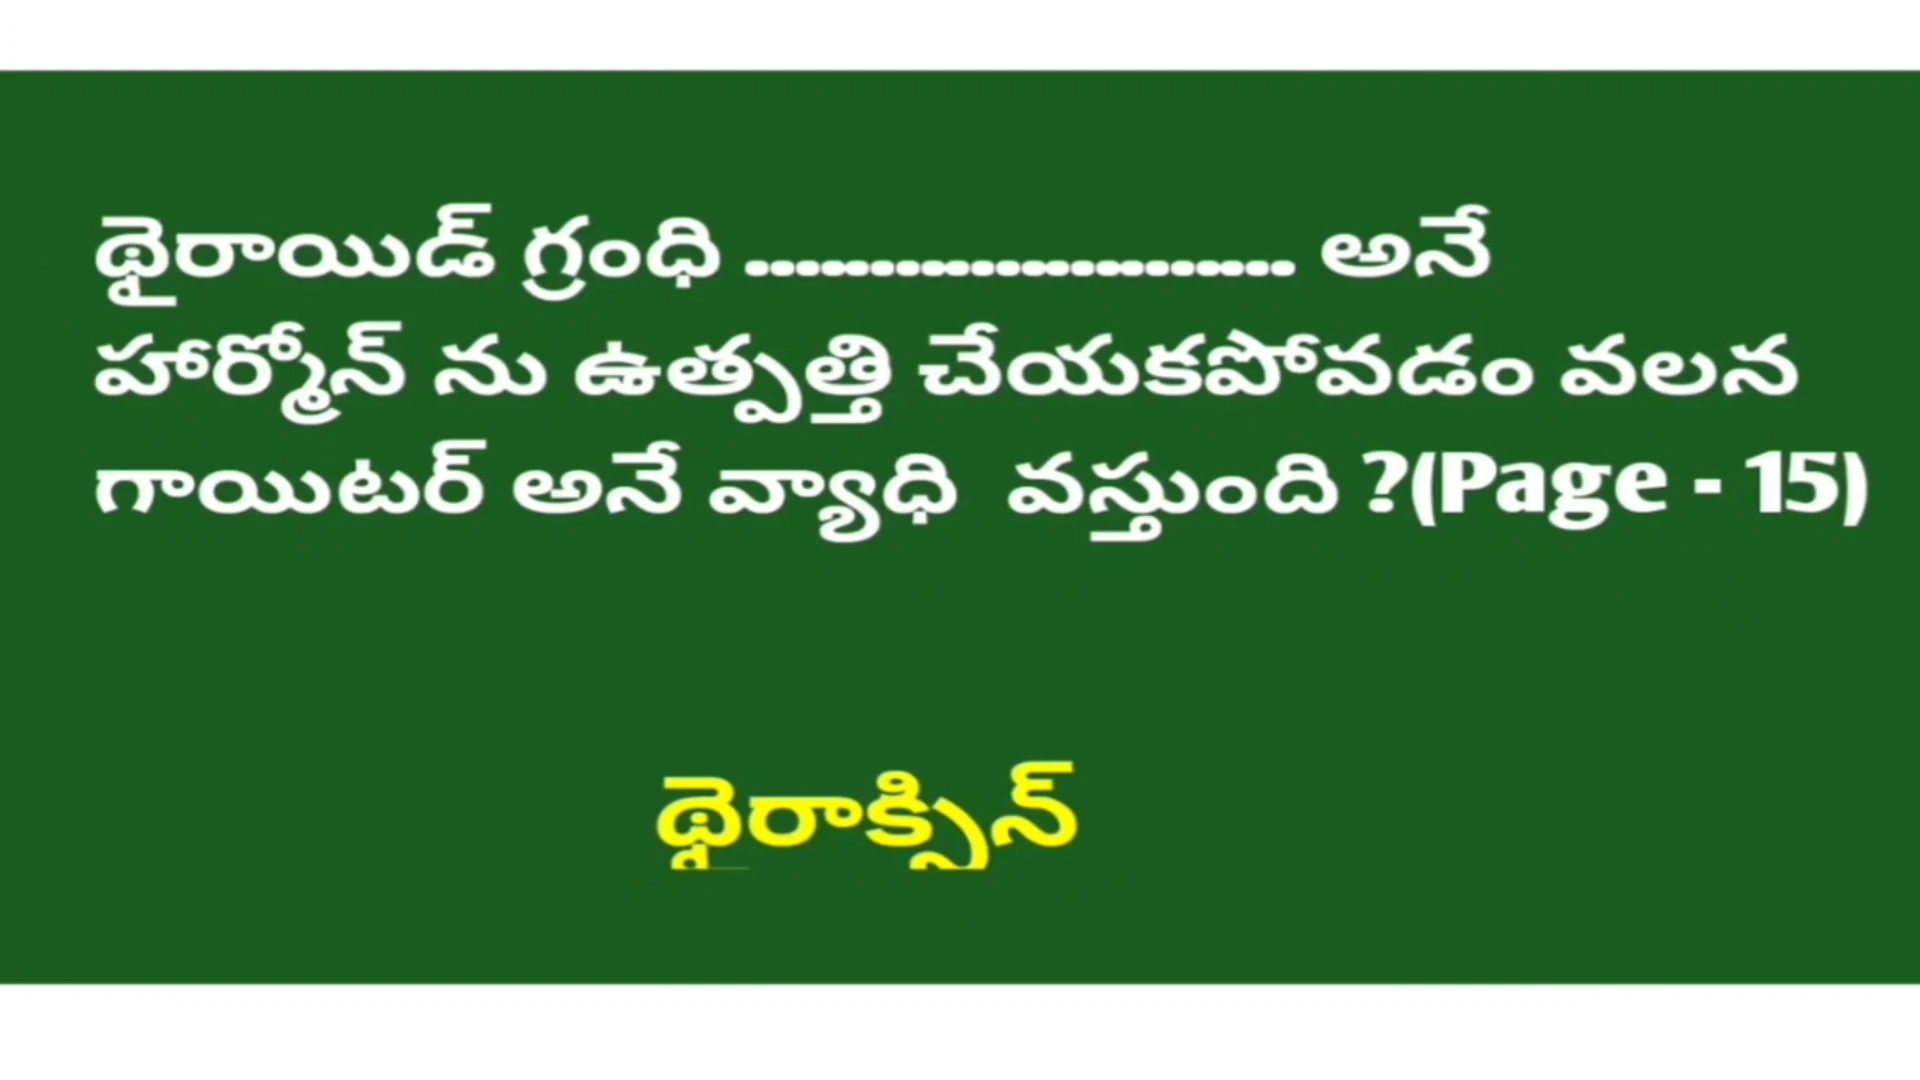 థైరాయిడ్ గ్రంధి ...................... అనే
హార్మోన్ ను ఉత్పత్తి చేయకపోవడం వలన
గాయిటర్ అనే వ్యాధి వస్తుంది ?(Page - 15)
థైరాక్సిన్